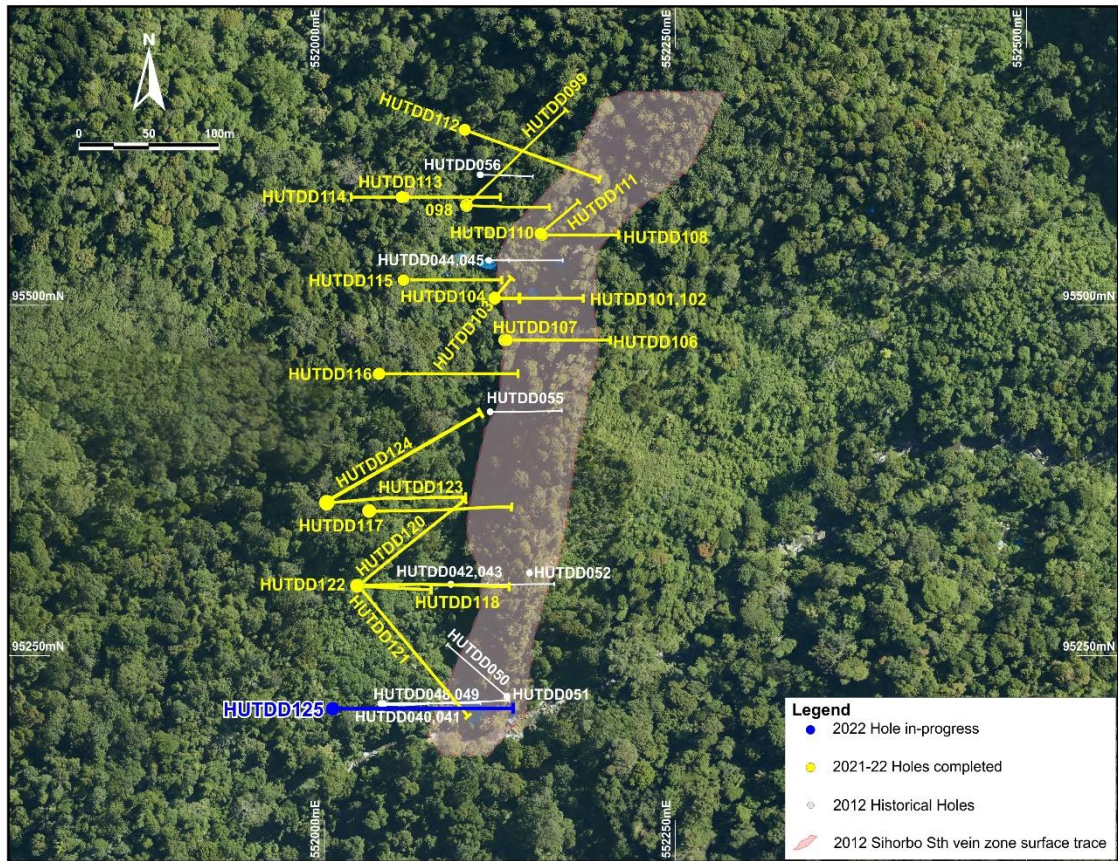 552000mE
552250mE
552500mE
N
0 50 100m
HUTDD099
HUTDD112
HUTDD056
HUTDD113
HUTDD114
098
HUTDD111
HUTDD110
HUTDD108
HUTDD044,045
HUTDD115
HUTDD104
HUTDD101,102
95500mN
95500mN
HUTDD103
HUTDD107
HUTDD106
HUTDD116
HUTDD055
HUTDD124
HUTDD123
HUTDD117
HUTDD120
HUTDD042,043
HUTDD052
HUTDD122
HUTDD118
HUTDD121
HUTDD050
95250mN
95250mN
HUTDD048,049
HUTDD051
HUTDD125
HUTDD040,041
552000mE
552250mE
Legend
2022 Hole in-progress
2021-22 Holes completed
2012 Historical Holes
2012 Sihorbo Sth vein zone surface trace